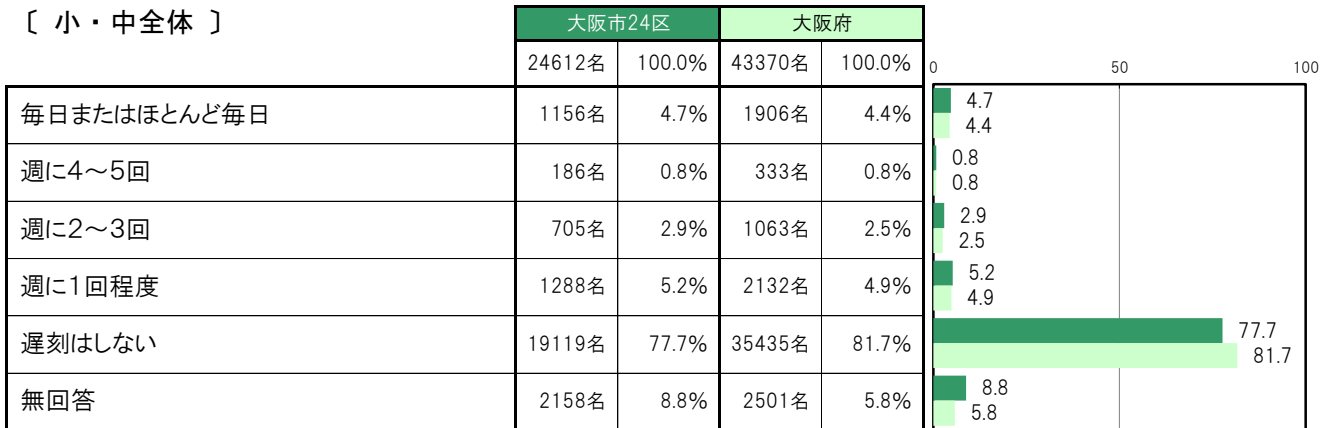 〔 小・中全体 〕
大阪市24区 大阪府
24612名 100.0% 43370名 100.0%
0 50 100
毎日またはほとんど毎日 1156名 4.7% 1906名 4.4% 4.7
4.4
週に4～5回 186名 0.8% 333名 0.8% 0.8
0.8
週に2～3回 705名 2.9% 1063名 2.5% 2.9
2.5
週に1回程度 1288名 5.2% 2132名 4.9% 5.2
4.9
遅刻はしない 19119名 77.7% 35435名 81.7% 77.7
81.7
無回答 2158名 8.8% 2501名 5.8% 8.8
5.8